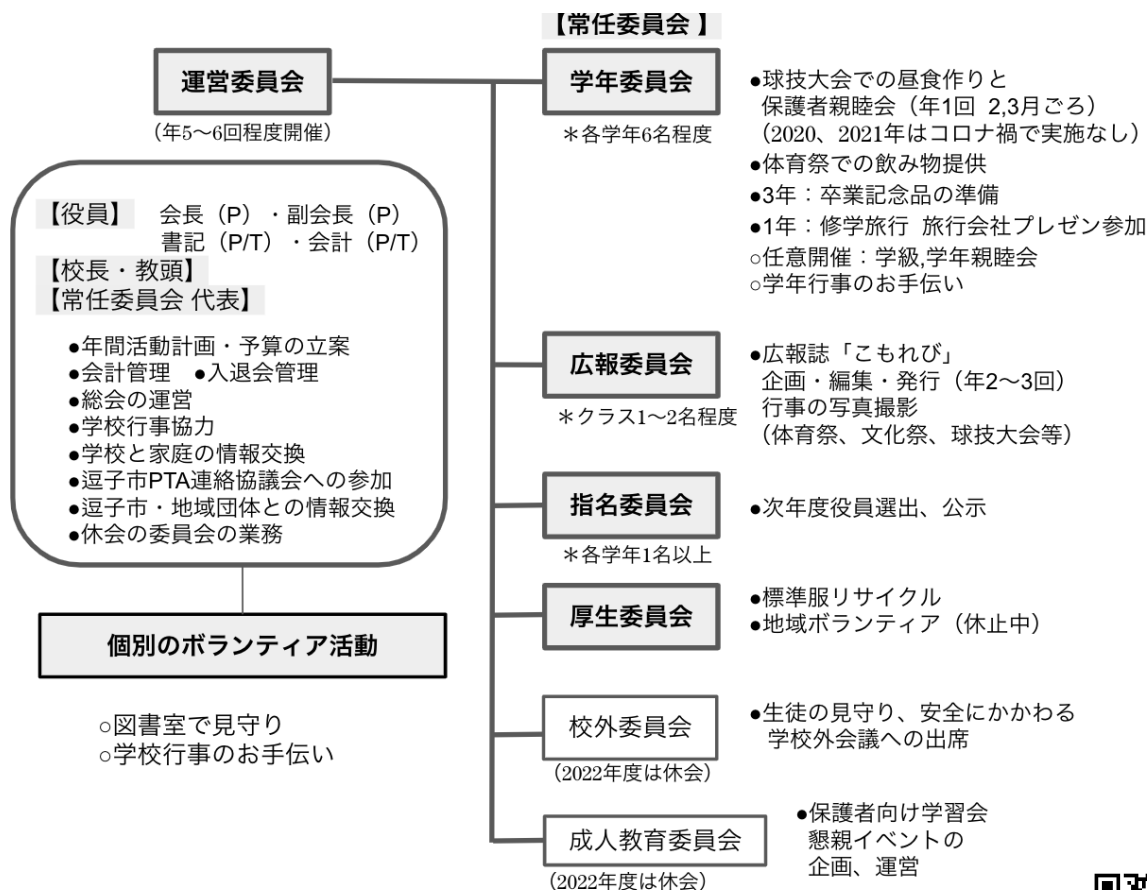 【常任委員会 】
運営委員会
(年5〜6回程度開催)
【役員】 会長（P）・副会長（P）
書記（P/T）・会計（P/T）
【校長・教頭】
【常任委員会 代表】
●年間活動計画・予算の立案
●会計管理 ●入退会管理
●総会の運営
●学校行事協力
●学校と家庭の情報交換
●逗子市PTA連絡協議会への参加
●逗子市・地域団体との情報交換
●休会の委員会の業務
個別のボランティア活動
○図書室で見守り
○学校行事のお手伝い
学年委員会
＊各学年6名程度
●球技大会での昼食作りと
保護者親睦会（年1回 2,3月ごろ）
（2020、2021年はコロナ禍で実施なし）
●体育祭での飲み物提供
●3年：卒業記念品の準備
●1年：修学旅行 旅行会社プレゼン参加
○任意開催：学級,学年親睦会
○学年行事のお手伝い
広報委員会
＊クラス1〜2名程度
●広報誌「こもれび」
企画・編集・発行（年2〜3回）
行事の写真撮影
（体育祭、文化祭、球技大会等）
指名委員会
＊各学年1名以上
●次年度役員選出、公示
厚生委員会
●標準服リサイクル
●地域ボランティア（休止中）
校外委員会
(2022年度は休会)
●生徒の見守り、安全にかかわる
学校外会議への出席
成人教育委員会
(2022年度は休会)
●保護者向け学習会
懇親イベントの
企画、運営